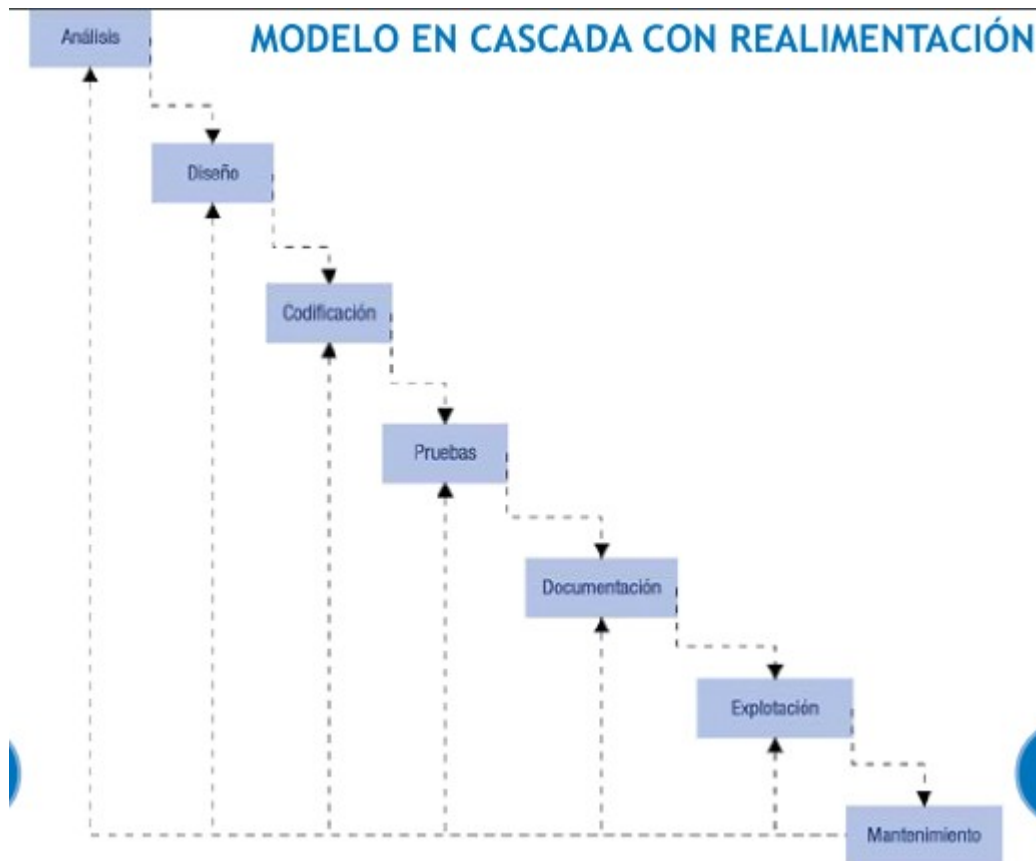 MODELO EN CASCADA CON REALIMENTACIÓN
Análisis
Diseño
Codificación
Pruebas
Documentación
Explotación
Mantenimiento